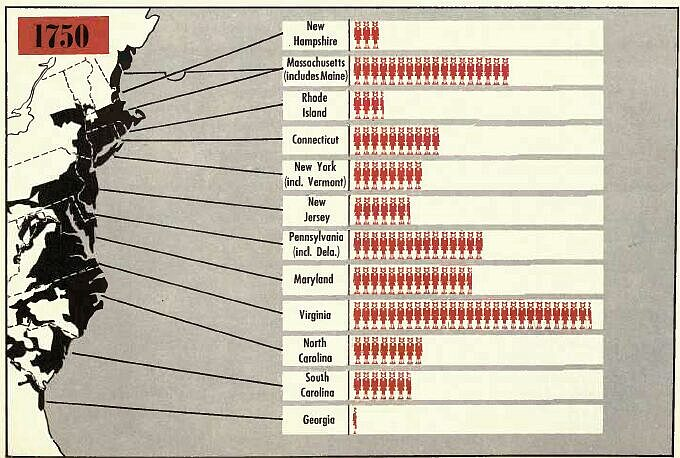 1750
New
Hampshire
Massachusetts
(includes Maine)
Rhode
Island
Connecticut
New York
(incl. Vermont)
New
Jersey
Pennsylvania
(incl. Dela.)
Maryland
Virginia
North
Carolina
South
Carolina
Georgia